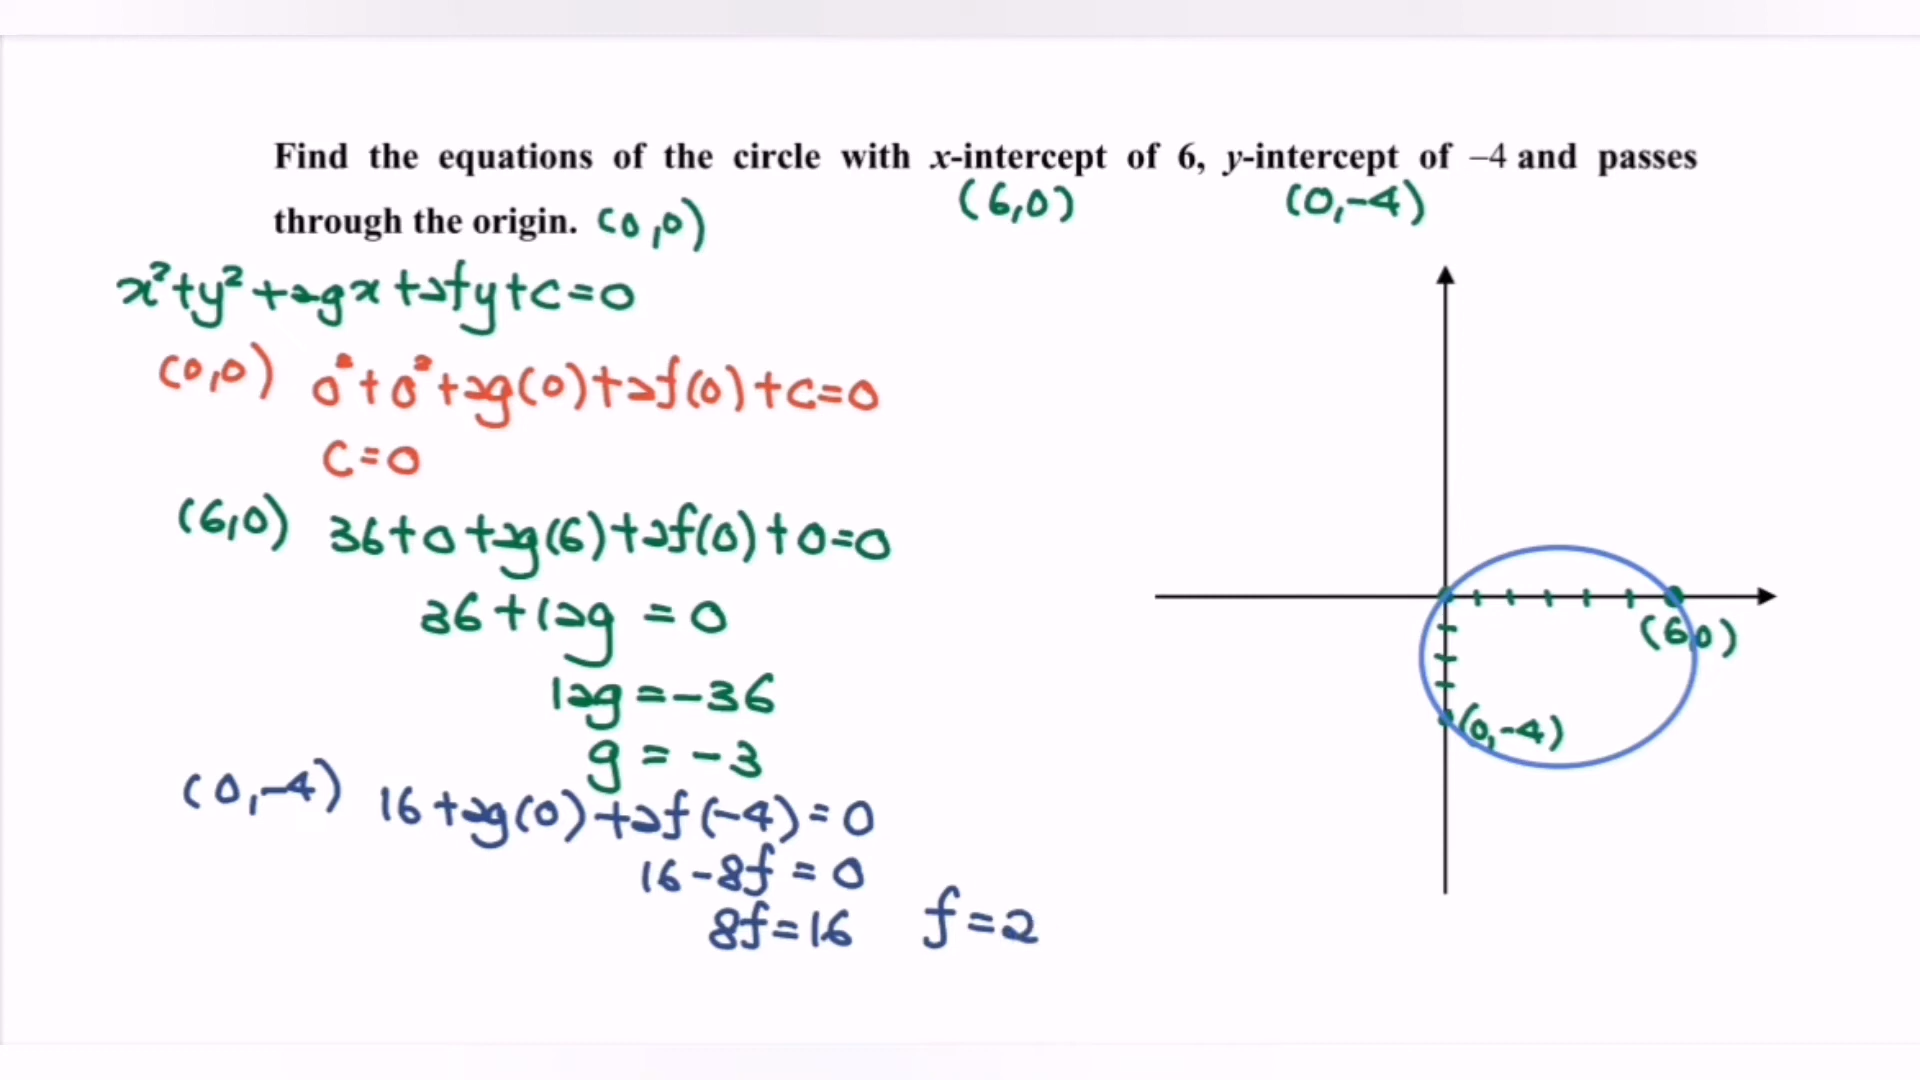 Find the equations of the circle with x-intercept of 6, y-intercept of –4 and passes
(6,0) (0,-4)
through the origin. (0,0)
x²+y²+2gx+2fy+c=0
(0,0) 0²+0²+2g(0)+2f(0)+c=0
c=0
(6,0) 36+0+2g(6)+2f(0)+0=0
36+12g=0
(6,0)
12g=-36
(0,-4)
g=-3
(0,-4) 16+2g(0)+2f(-4)=0
16-8f=0
8f=16 f=2